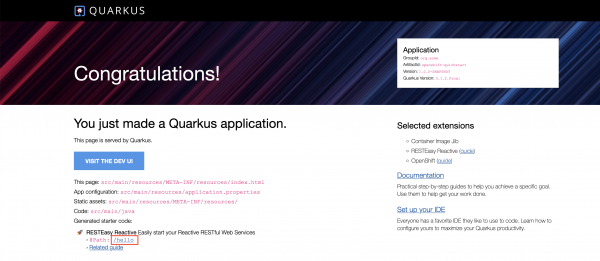 QUARKUS
Congratulations!
Application
GroupId: org.acme
ArtifactId: openshift-quickstart
Version: 1.0.0-SNAPSHOT
Quarkus Version:
You just made a Quarkus application.
This page is served by Quarkus.
VISIT THE DEV UI
This page: src/main/resources/META-INF/resources/index.html
App configuration: src/main/resources/application.properties
Static assets: src/main/resources/META-INF/resources/
Code: src/main/java
Generated starter code:
RESTEasy Reactive Easily start your Reactive RESTful Web Services
@Path: /hello
Related guide
Selected extensions
Container Image Jib
RESTEasy Reactive (guide)
OpenShift (guide)
Documentation
Practical step-by-step guides to help you achieve a specific goal.
Use them to help get your work done.
Set up your IDE
Everyone has a favorite IDE they like to use to code. Learn how to
configure yours to maximize your Quarkus productivity.